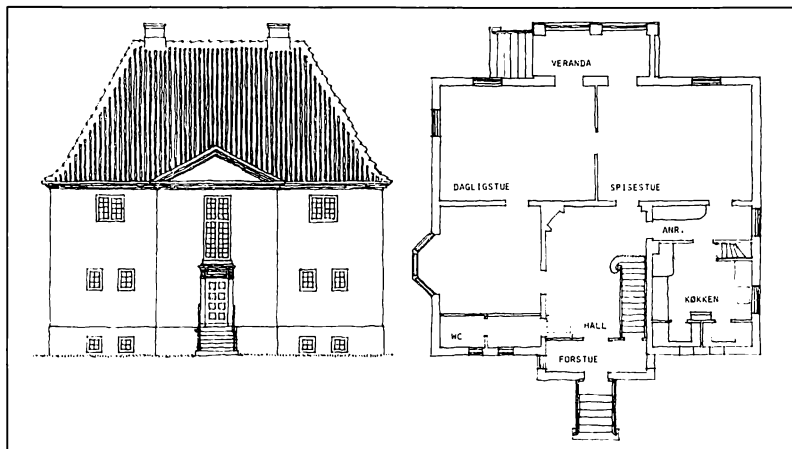 VERANDA
DAGLIGSTUE
SPISESTUE
ANR.
KØKKEN
HALL
WC
FORSTUE